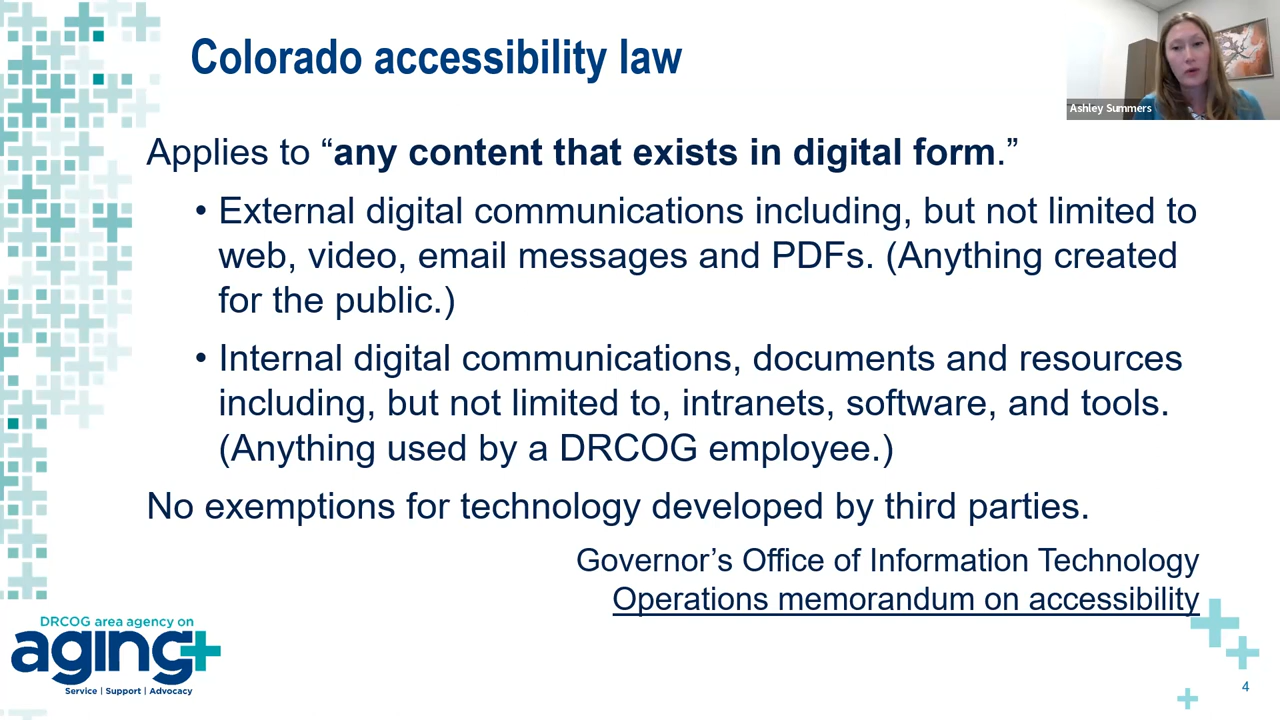 Colorado accessibility law
Ashley Summers
Applies to “any content that exists in digital form.”
• External digital communications including, but not limited to
web, video, email messages and PDFs. (Anything created
for the public.)
• Internal digital communications, documents and resources
including, but not limited to, intranets, software, and tools.
(Anything used by a DRCOG employee.)
No exemptions for technology developed by third parties.
Governor’s Office of Information Technology
Operations memorandum on accessibility
DRCOG area agency on
aging+
Service | Support | Advocacy
4